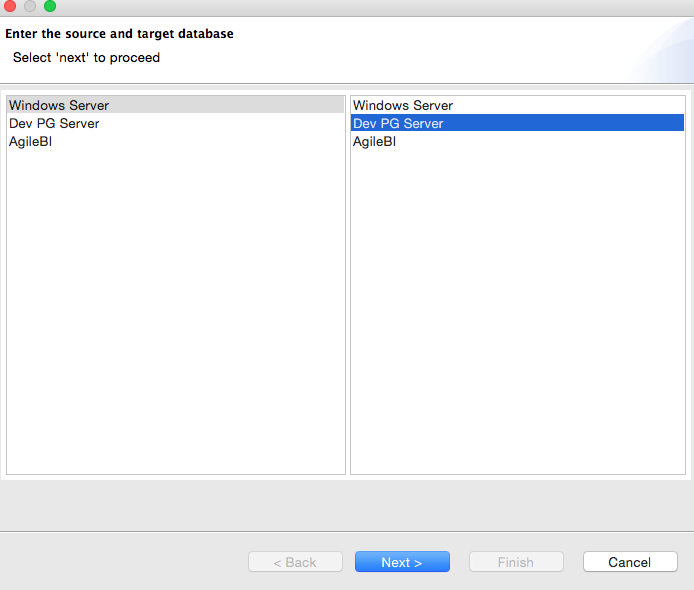 Enter the source and target database
Select 'next' to proceed
Windows Server
Dev PG Server
AgileBI
Windows Server
Dev PG Server
AgileBI
< Back
Next >
Finish
Cancel